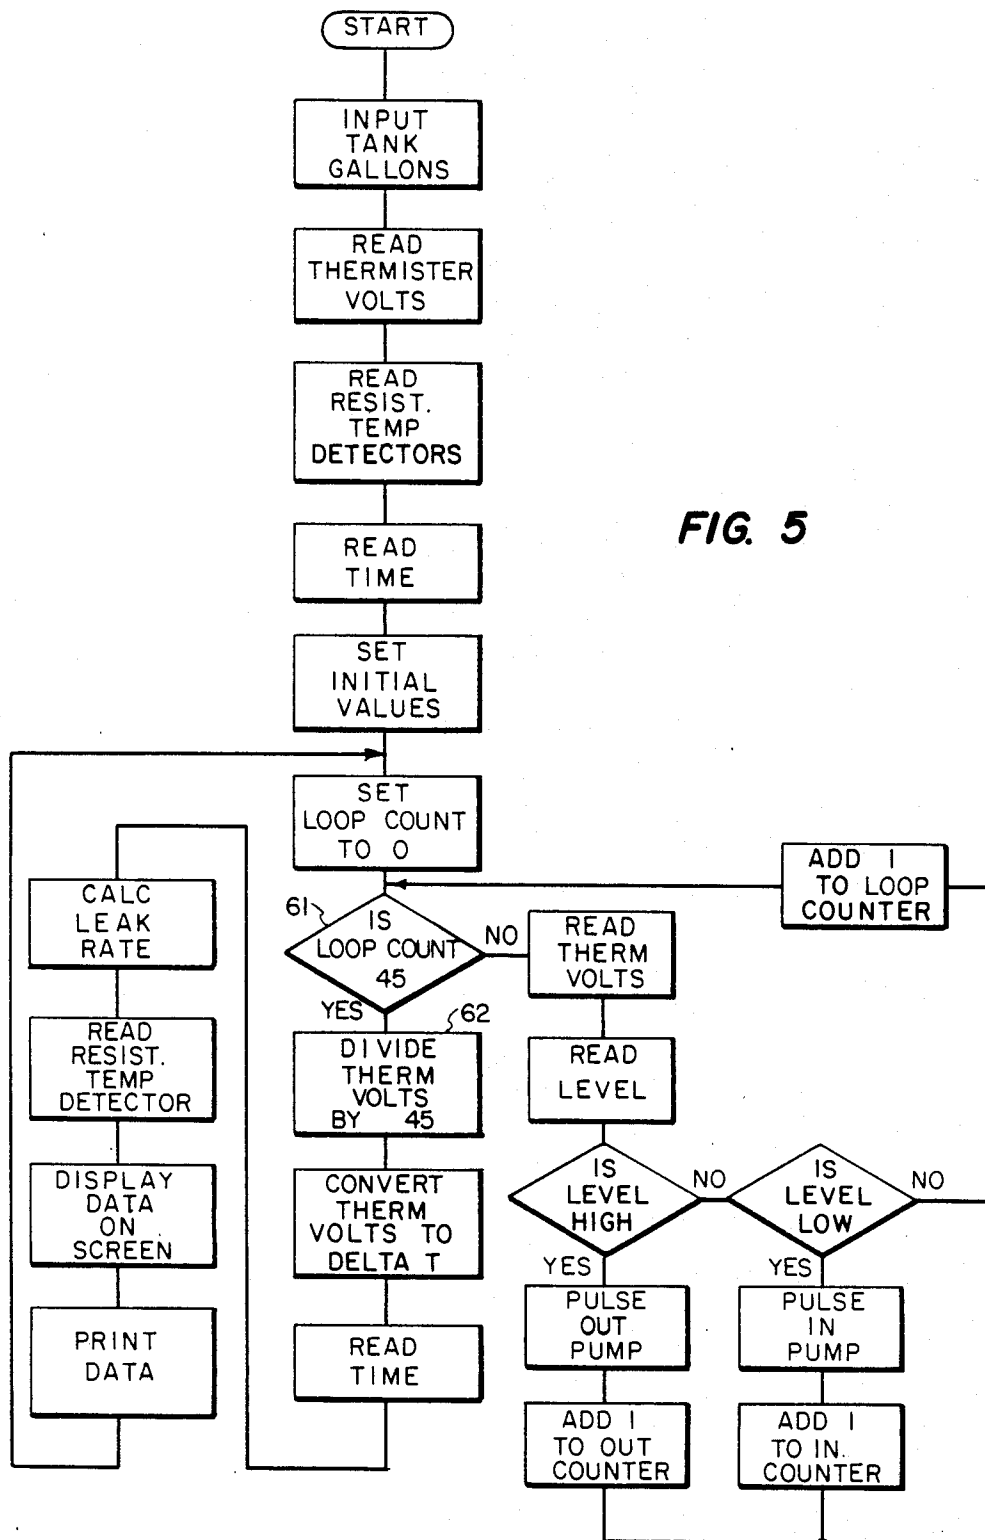 START
INPUT
TANK
GALLONS
READ
THERMISTER
VOLTS
READ
RESIST.
TEMP
DETECTORS
FIG. 5
READ
TIME
SET
INITIAL
VALUES
SET
LOOP COUNT
TO 0
ADD 1
TO LOOP
COUNTER
61
IS
LOOP COUNT
45
NO
YES
READ
THERM
VOLTS
62
DIVIDE
THERM
VOLTS
BY 45
READ
LEVEL
CONVERT
THERM
VOLTS TO
DELTA T
IS
LEVEL
HIGH
NO
YES
IS
LEVEL
LOW
NO
YES
READ
TIME
PULSE
OUT
PUMP
PULSE
IN
PUMP
ADD 1
TO OUT
COUNTER
ADD 1
TO IN.
COUNTER
CALC
LEAK
RATE
READ
RESIST.
TEMP
DETECTOR
DISPLAY
DATA
ON
SCREEN
PRINT
DATA